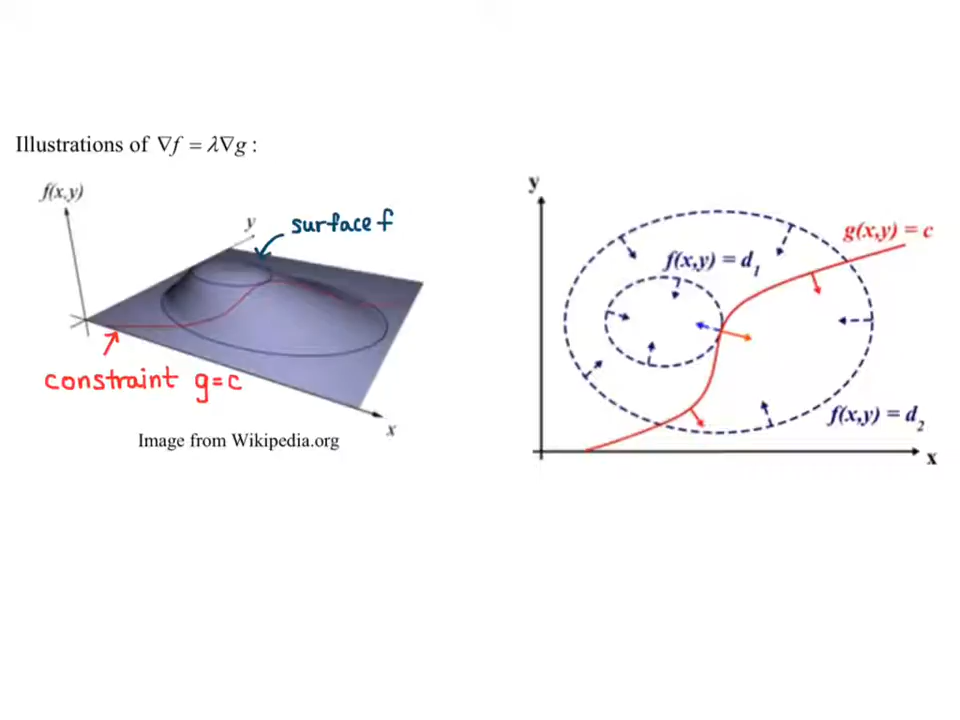 Illustrations of ∇f = λ∇g :
f(x,y)
y
surface f
constraint g=c
x
Image from Wikipedia.org
y
g(x,y) = c
f(x,y) = d₁
f(x,y) = d₂
x